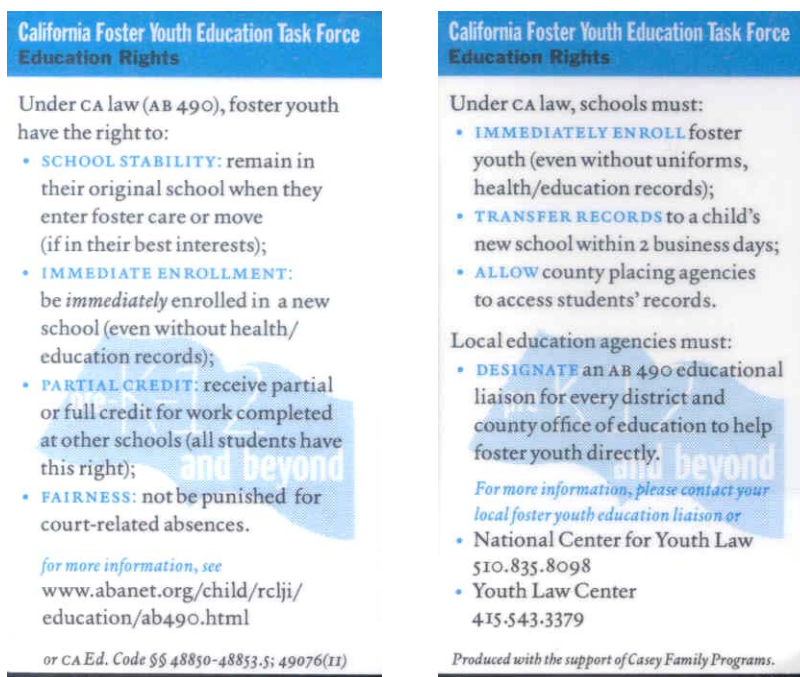 California Foster Youth Education Task Force
Education Rights
Under CA law (AB 490), foster youth
have the right to:
• SCHOOL STABILITY: remain in
their original school when they
enter foster care or move
(if in their best interests);
• IMMEDIATE ENROLLMENT:
be immediately enrolled in a new
school (even without health/
education records);
• PARTIAL CREDIT: receive partial
or full credit for work completed
at other schools (all students have
this right);
• FAIRNESS: not be punished for
court-related absences.
for more information, see
www.abanet.org/child/rclji/
education/ab490.html
or CA Ed. Code §§ 48850-48853.5; 49076(11)
pre-K-12
and beyond
California Foster Youth Education Task Force
Education Rights
Under CA law, schools must:
• IMMEDIATELY ENROLL foster
youth (even without uniforms,
health/education records);
• TRANSFER RECORDS to a child's
new school within 2 business days;
• ALLOW county placing agencies
to access students' records.
Local education agencies must:
• DESIGNATE an AB 490 educational
liaison for every district and
county office of education to help
foster youth directly.
For more information, please contact your
local foster youth education liaison or
• National Center for Youth Law
510.835.8098
• Youth Law Center
415.543.3379
Produced with the support of Casey Family Programs.
pre-K-12
and beyond